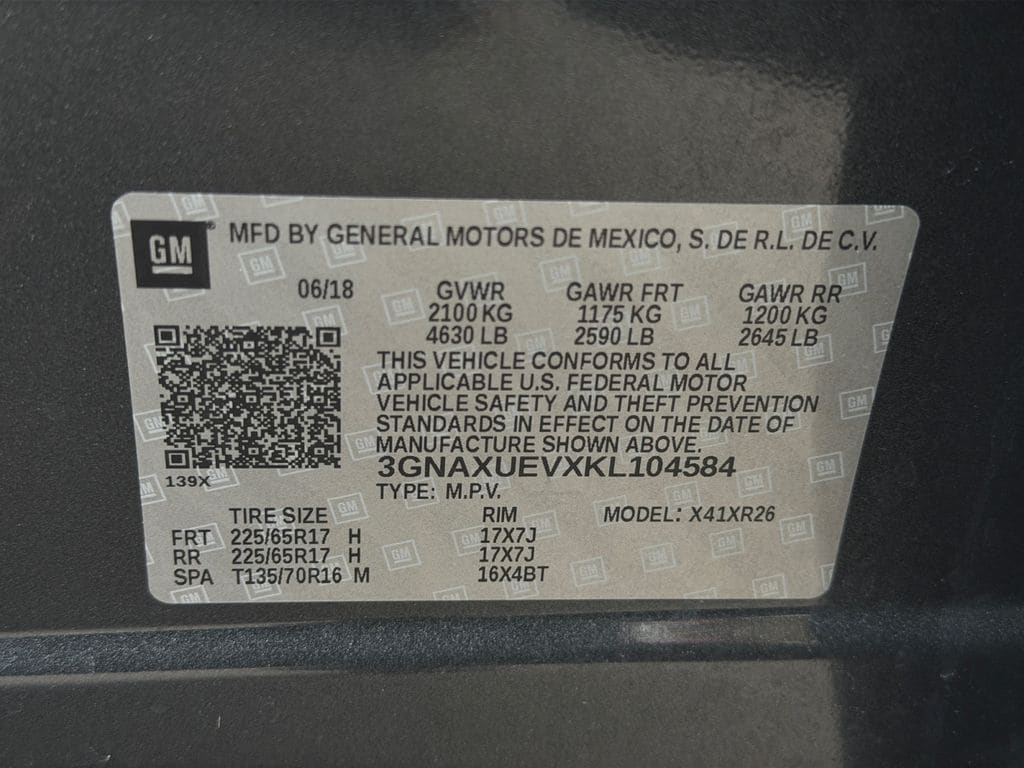 GM® MFD BY GENERAL MOTORS DE MEXICO, S. DE R.L. DE C.V.
06/18 GVWR GAWR FRT GAWR RR
2100 KG 1175 KG 1200 KG
4630 LB 2590 LB 2645 LB
THIS VEHICLE CONFORMS TO ALL
APPLICABLE U.S. FEDERAL MOTOR
VEHICLE SAFETY AND THEFT PREVENTION
STANDARDS IN EFFECT ON THE DATE OF
MANUFACTURE SHOWN ABOVE.
3GNAXUEVXKL104584
139X
TYPE: M.P.V.
TIRE SIZE RIM MODEL: X41XR26
FRT 225/65R17 H 17X7J
RR 225/65R17 H 17X7J
SPA T135/70R16 M 16X4BT